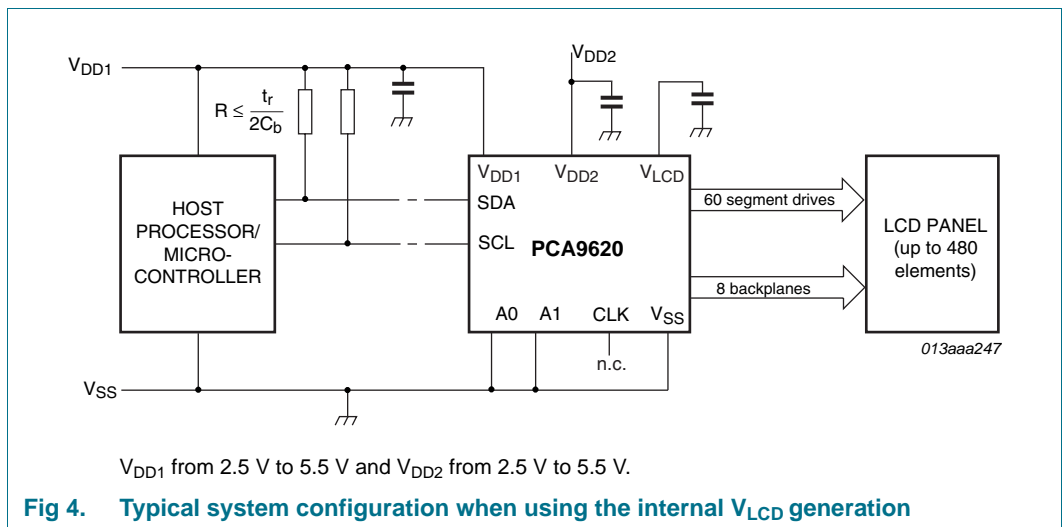 VDD1
VDD2
R ≤ tr
2Cb
VDD1
VDD2
VLCD
HOST
PROCESSOR/
MICRO-
CONTROLLER
SDA
SCL
PCA9620
60 segment drives
8 backplanes
LCD PANEL
(up to 480
elements)
A0
A1
CLK
VSS
n.c.
013aaa247
VSS
VDD1 from 2.5 V to 5.5 V and VDD2 from 2.5 V to 5.5 V.
Fig 4. Typical system configuration when using the internal VLCD generation